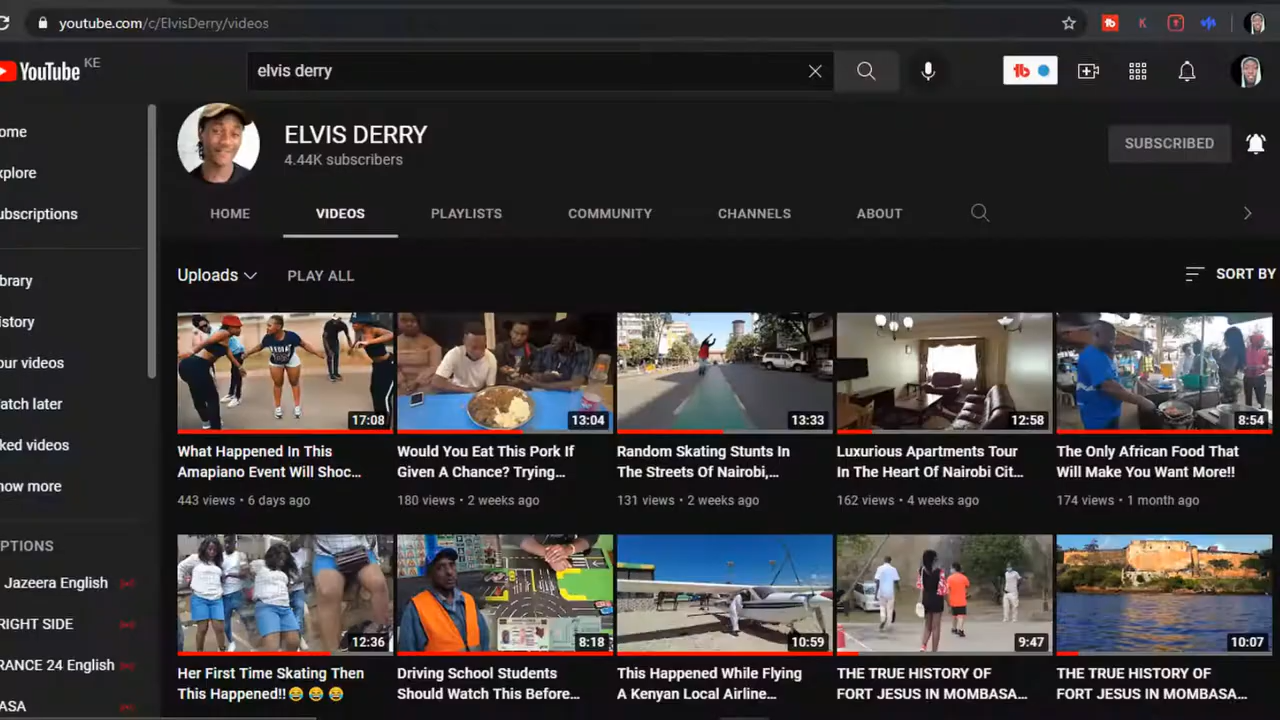 youtube.com/c/ElvisDerry/videos
YouTube KE
elvis derry
ELVIS DERRY
4.44K subscribers
SUBSCRIBED
HOME
VIDEOS
PLAYLISTS
COMMUNITY
CHANNELS
ABOUT
ome
xplore
ubscriptions
brary
istory
our videos
atch later
ked videos
now more
PTIONS
Jazeera English
RIGHT SIDE
RANCE 24 English
ASA
Uploads
PLAY ALL
SORT BY
17:08
13:04
13:33
12:58
8:54
What Happened In This
Amapiano Event Will Shoc...
443 views • 6 days ago
Would You Eat This Pork If
Given A Chance? Trying...
180 views • 2 weeks ago
Random Skating Stunts In
The Streets Of Nairobi,...
131 views • 2 weeks ago
Luxurious Apartments Tour
In The Heart Of Nairobi Cit...
162 views • 4 weeks ago
The Only African Food That
Will Make You Want More!!
174 views • 1 month ago
12:36
8:18
10:59
9:47
10:07
Her First Time Skating Then
This Happened!!😂 😂 😂
Driving School Students
Should Watch This Before...
This Happened While Flying
A Kenyan Local Airline...
THE TRUE HISTORY OF
FORT JESUS IN MOMBASA...
THE TRUE HISTORY OF
FORT JESUS IN MOMBASA...